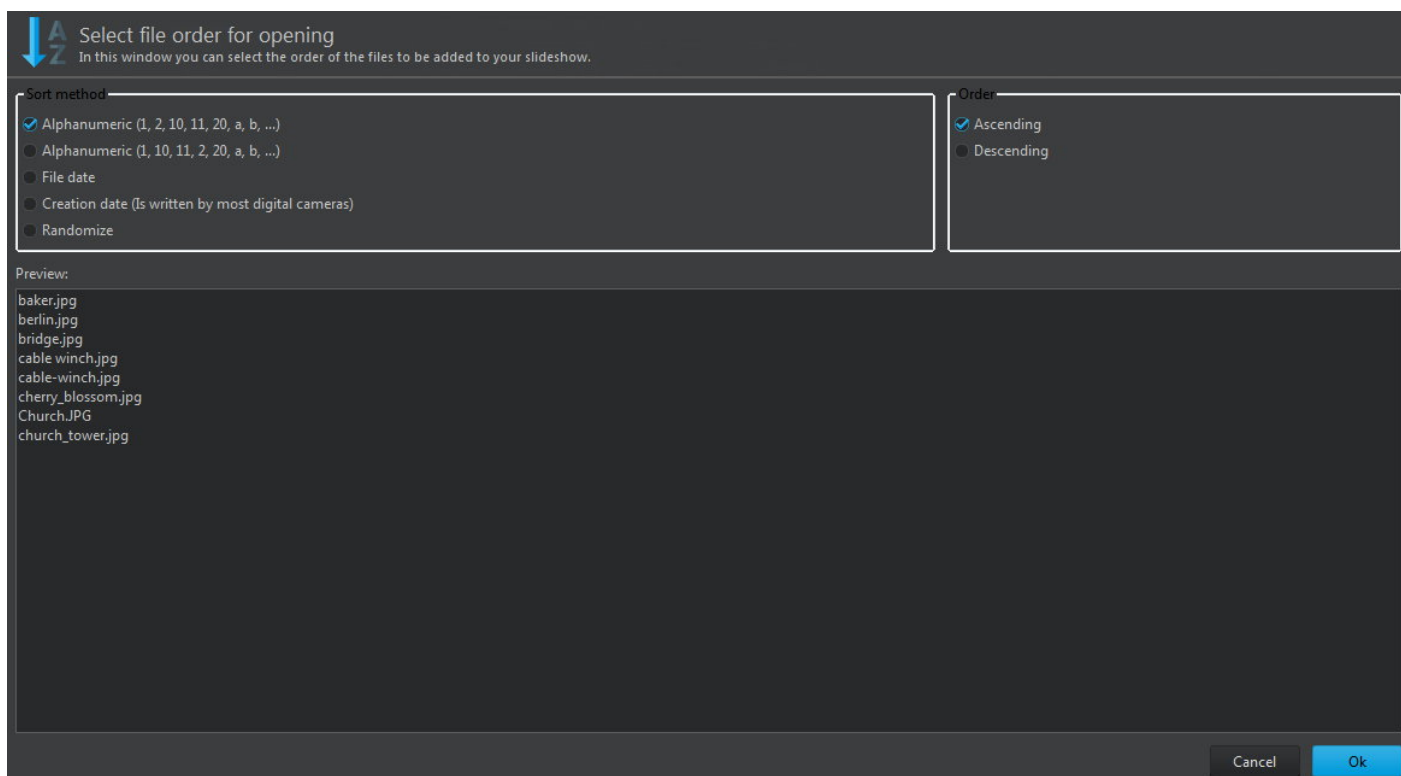 A
Z
Select file order for opening
In this window you can select the order of the files to be added to your slideshow.
Sort method
Alphanumeric (1, 2, 10, 11, 20, a, b, ...)
Alphanumeric (1, 10, 11, 2, 20, a, b, ...)
File date
Creation date (Is written by most digital cameras)
Randomize
Order
Ascending
Descending
Preview:
baker.jpg
berlin.jpg
bridge.jpg
cable winch.jpg
cable-winch.jpg
cherry_blossom.jpg
Church.JPG
church_tower.jpg
Cancel
Ok